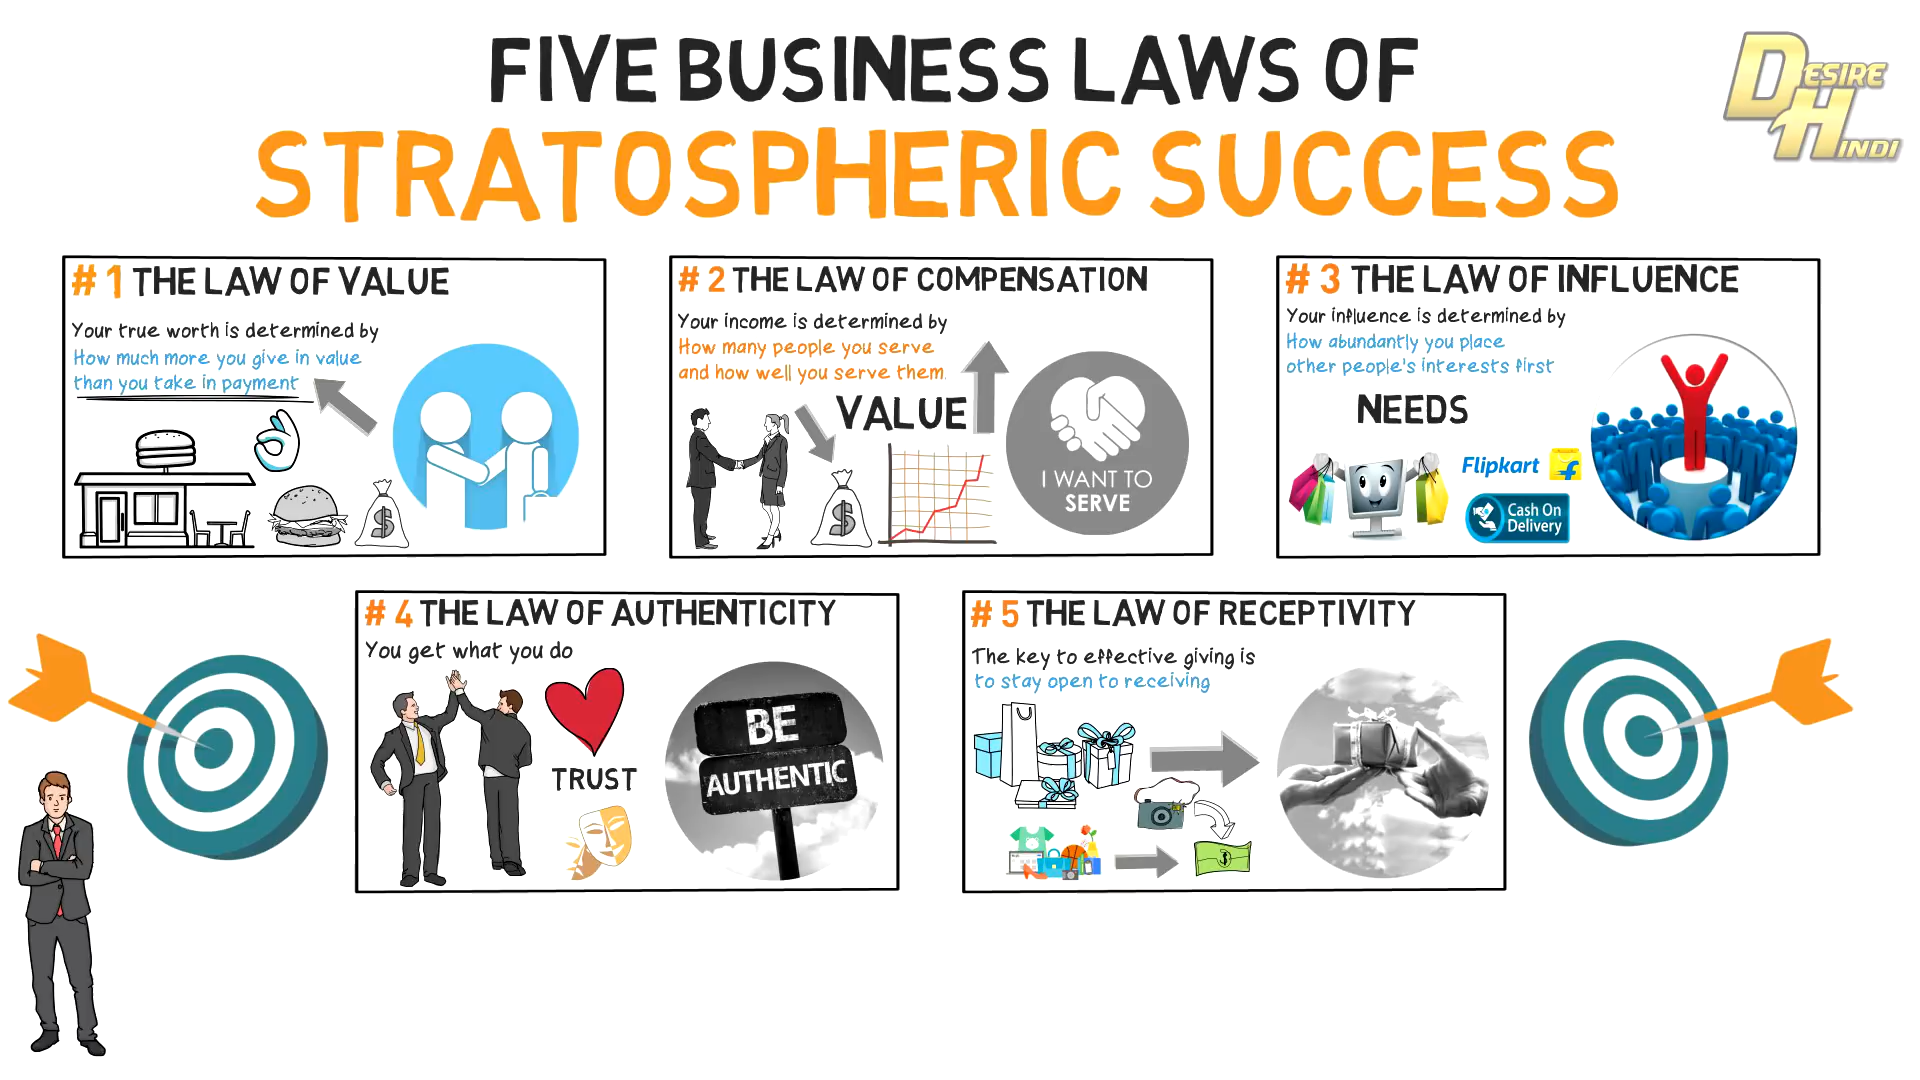 FIVE BUSINESS LAWS OF
STRATOSPHERIC SUCCESS
DESIRE
HINDI
# 1 THE LAW OF VALUE
Your true worth is determined by
How much more you give in value
than you take in payment
# 2 THE LAW OF COMPENSATION
Your income is determined by
How many people you serve
and how well you serve them.
VALUE
I WANT TO
SERVE
# 3 THE LAW OF INFLUENCE
Your influence is determined by
How abundantly you place
other people's interests first
NEEDS
Flipkart
Cash On
Delivery
# 4 THE LAW OF AUTHENTICITY
You get what you do
TRUST
BE
AUTHENTIC
# 5 THE LAW OF RECEPTIVITY
The key to effective giving is
to stay open to receiving